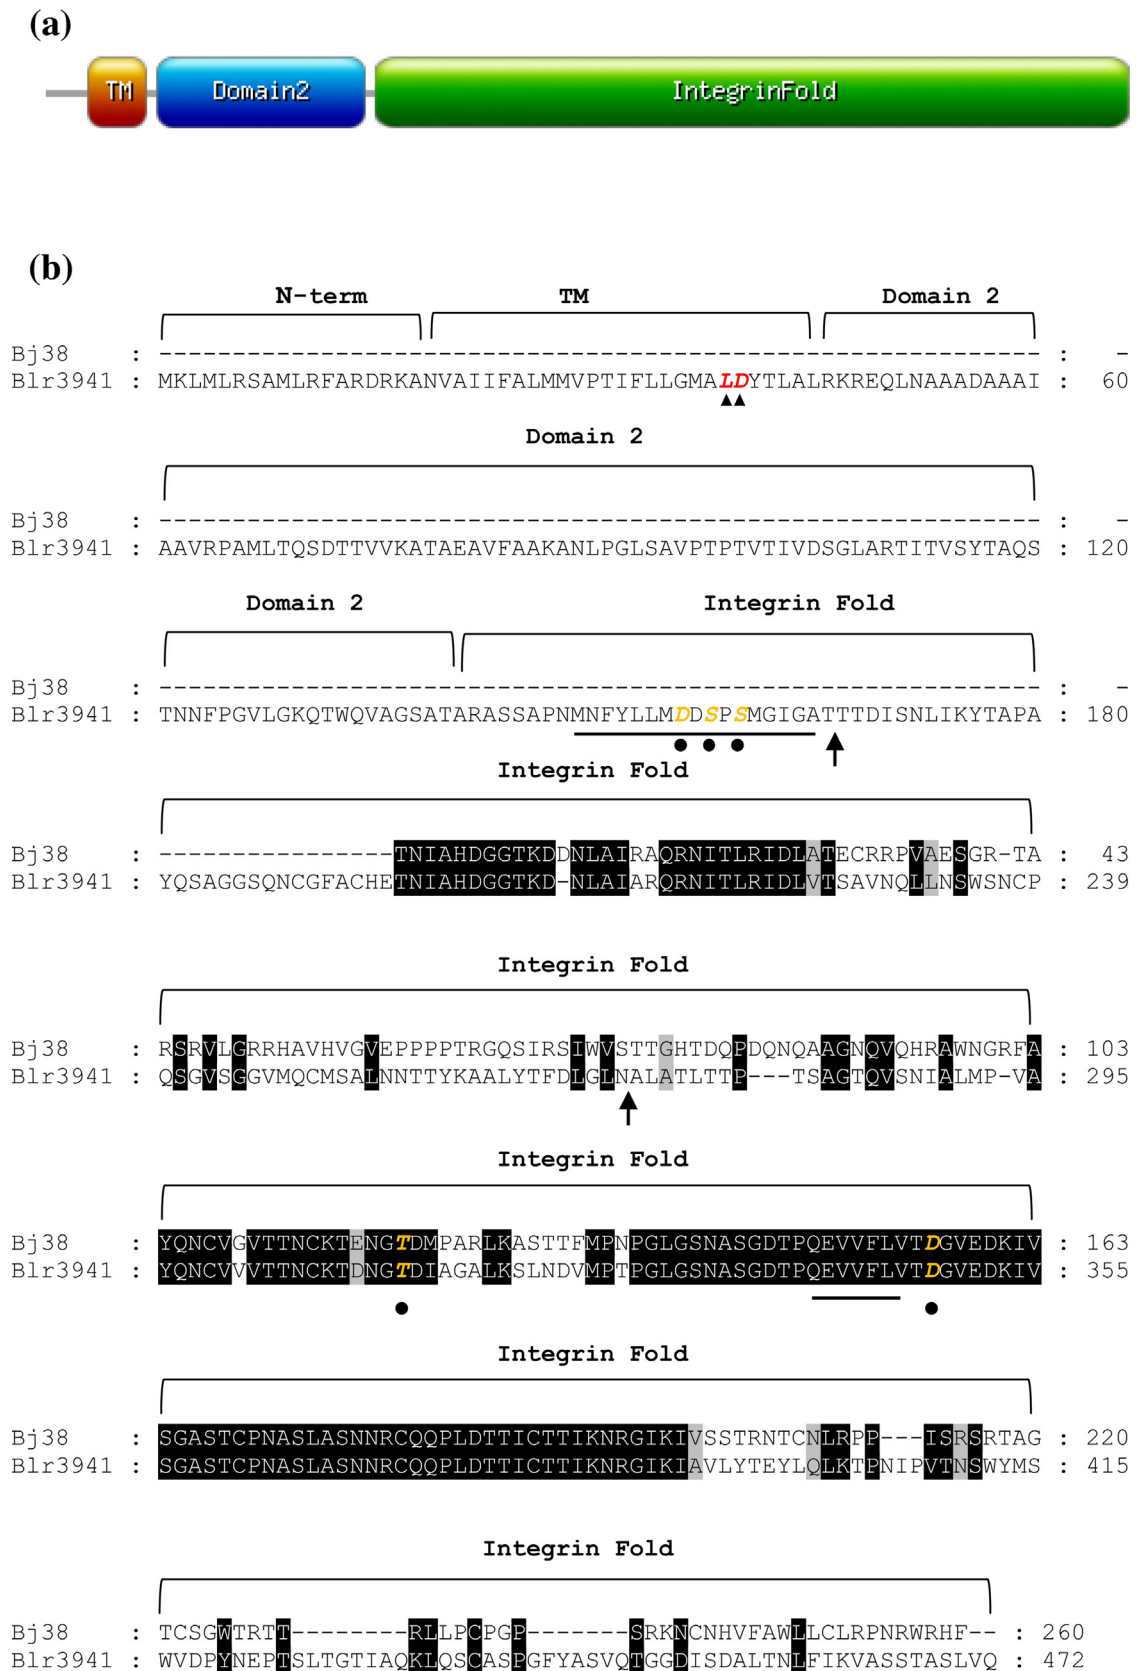 (a)
TM Domain2 IntegrinFold
(b)
N-term TM Domain 2
Bj38 : ------------------------------------------------------------ : -
Blr3941 : MKLMLRSAMLRFARDRKANVAIIFALMMVPTIFLLGMALDYTLALRKREQLNAAADAAAI : 60
▲▲
Domain 2
Bj38 : ------------------------------------------------------------ : -
Blr3941 : AAVRPAMLTQSDTTVVKATAEAVFAAKANLPGLSAVPTPTVTIVDSGLARTITVSYTAQS : 120
Domain 2 Integrin Fold
Bj38 : ------------------------------------------------------------ : -
Blr3941 : TNNFPGVLGKQTWQVAGSATARASSAPNMNFYLLMDDSPSMGIGATTTDISNLIKYTAPA : 180
Integrin Fold
Bj38 : ----------------TNIAHDGGTKDDNLAIRAQRNITLRIDLATECRRPVAESGR-TA : 43
Blr3941 : YQSAGGSQNCGFACHETNIAHDGGTKD-NLAIARQRNITLRIDLVTSAVNQLLNSWSNCP : 239
Integrin Fold
Bj38 : RSRVLGRRHAVHVGVEPPPPTRGQSIRSIWVSTTGHTDQPDQNQAAGNQVQHRAWNGRFA : 103
Blr3941 : QSGVSGGVMQCMSALNNTTYKAALYTFDLGLNALATLTTP---TSAGTQVSNIALMP-VA : 295
Integrin Fold
Bj38 : YQNCVGVTTNCKTENGTDMPARLKASTTFMPNPGLGSNASGDTPQEVVFLVTDGVEDKIV : 163
Blr3941 : YQNCVVVTTNCKTDNGTDIAGALKSLNDVMPTPGLGSNASGDTPQEVVFLVTDGVEDKIV : 355
Integrin Fold
Bj38 : SGASTCPNASLASNNRCQQPLDTTICTTIKNRGIKIVSSTRNTCNLRPP---ISRSRTAG : 220
Blr3941 : SGASTCPNASLASNNRCQQPLDTTICTTIKNRGIKIAVLYTEYLQLKTPNIPVTNSWYMS : 415
Integrin Fold
Bj38 : TCSGWTRTT--------RLLPCPGP-------SRKNCNHVFAWLLCLRPNRWRHF-- : 260
Blr3941 : WVDPYNEPTSLTGTIAQKLQSCASPGFYASVQTGGDISDALTNLFIKVASSTASLVQ : 472